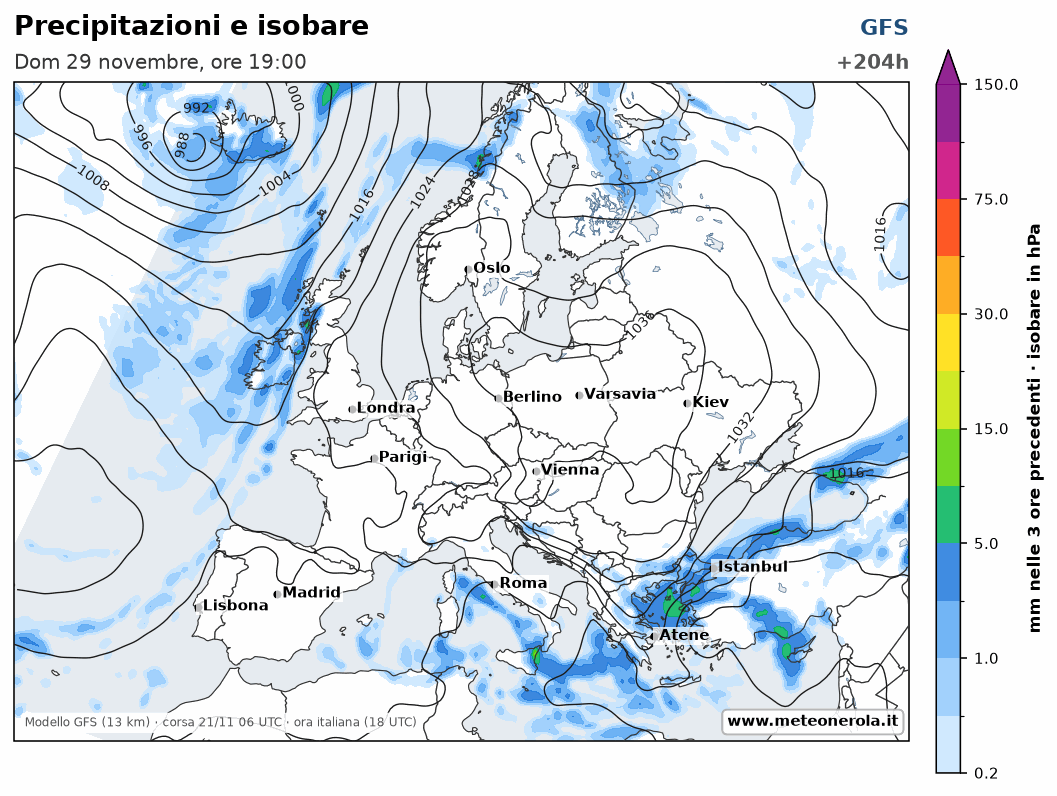 Precipitazioni e isobare
GFS
Dom 29 novembre, ore 19:00
+204h
150.0
75.0
30.0
15.0
5.0
1.0
0.2
mm nelle 3 ore precedenti · isobare in hPa
992
1000
996
988
1008
1004
1016
1024
1028
1016
Oslo
1036
Londra
Berlino
Varsavia
Kiev
1032
Parigi
Vienna
1016
Istanbul
Roma
Madrid
Lisbona
Atene
Modello GFS (13 km) · corsa 21/11 06 UTC · ora italiana (18 UTC)
www.meteonerola.it